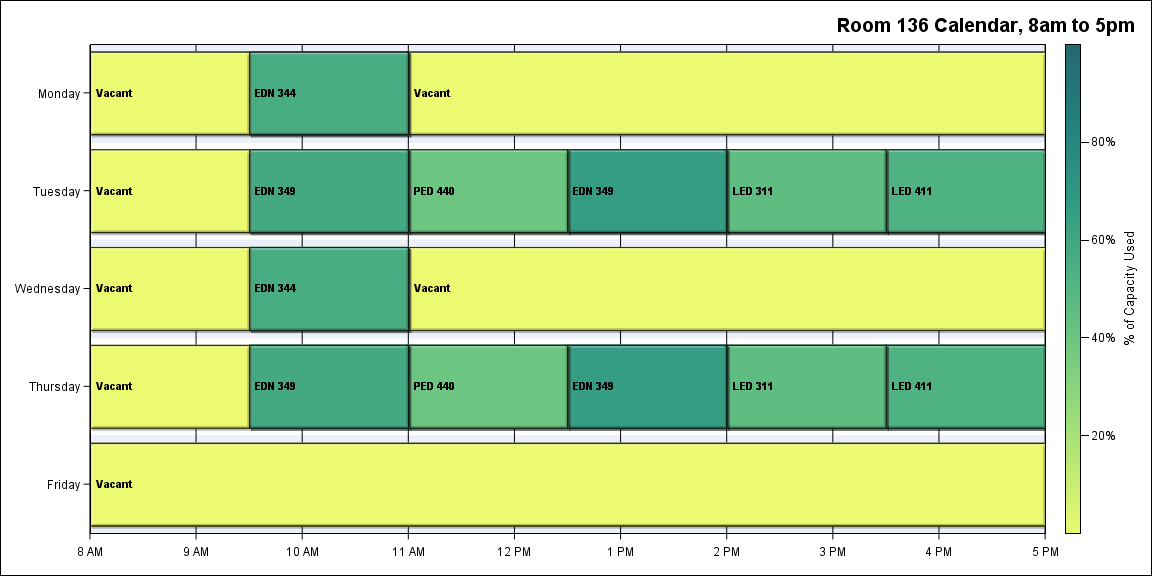 Room 136 Calendar, 8am to 5pm
Monday Vacant EDN 344 Vacant
Tuesday Vacant EDN 349 PED 440 EDN 349 LED 311 LED 411
Wednesday Vacant EDN 344 Vacant
Thursday Vacant EDN 349 PED 440 EDN 349 LED 311 LED 411
Friday Vacant
8 AM 9 AM 10 AM 11 AM 12 PM 1 PM 2 PM 3 PM 4 PM 5 PM
80%
60%
40%
20%
% of Capacity Used